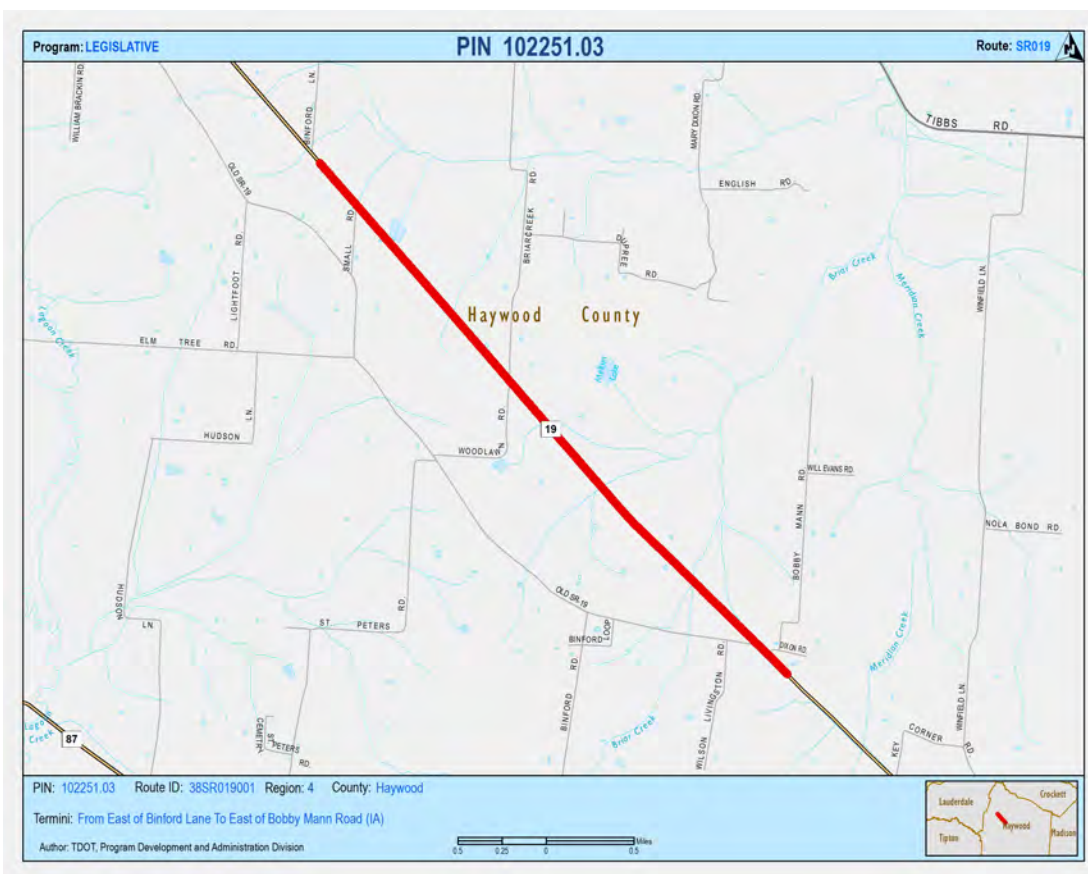 Program: LEGISLATIVE
PIN 102251.03
Route: SR019
N
WILLIAM BRACKIN RD.
BINFORD LN.
MARY DIXON RD.
TIBBS RD.
OLD SR-19
ENGLISH RD.
SMALL RD.
BRIARCREEK RD.
DUPREE RD.
LIGHTFOOT RD.
Briar Creek
Meridian Creek
WINFIELD LN.
Haywood County
Lagoon Creek
ELM TREE RD.
HUDSON LN.
19
WOODLAWN RD.
WILL EVANS RD.
BOBBY MANN RD.
NOLA BOND RD.
HUDSON LN.
OLD SR-19
ST. PETERS RD.
BINFORD LOOP
DIXON RD.
BINFORD RD.
WILSON LIVINGSTON RD.
Meridian Creek
WINFIELD LN.
Creek
87
ST. PETERS CEMETRY RD.
Briar Creek
KEY CORNER RD.
PIN: 102251.03 Route ID: 38SR019001 Region: 4 County: Haywood
Termini: From East of Binford Lane To East of Bobby Mann Road (IA)
Author: TDOT, Program Development and Administration Division
0.5 0.25 0 0.5 Miles
Lauderdale
Crockett
Haywood
Tipton
Madison